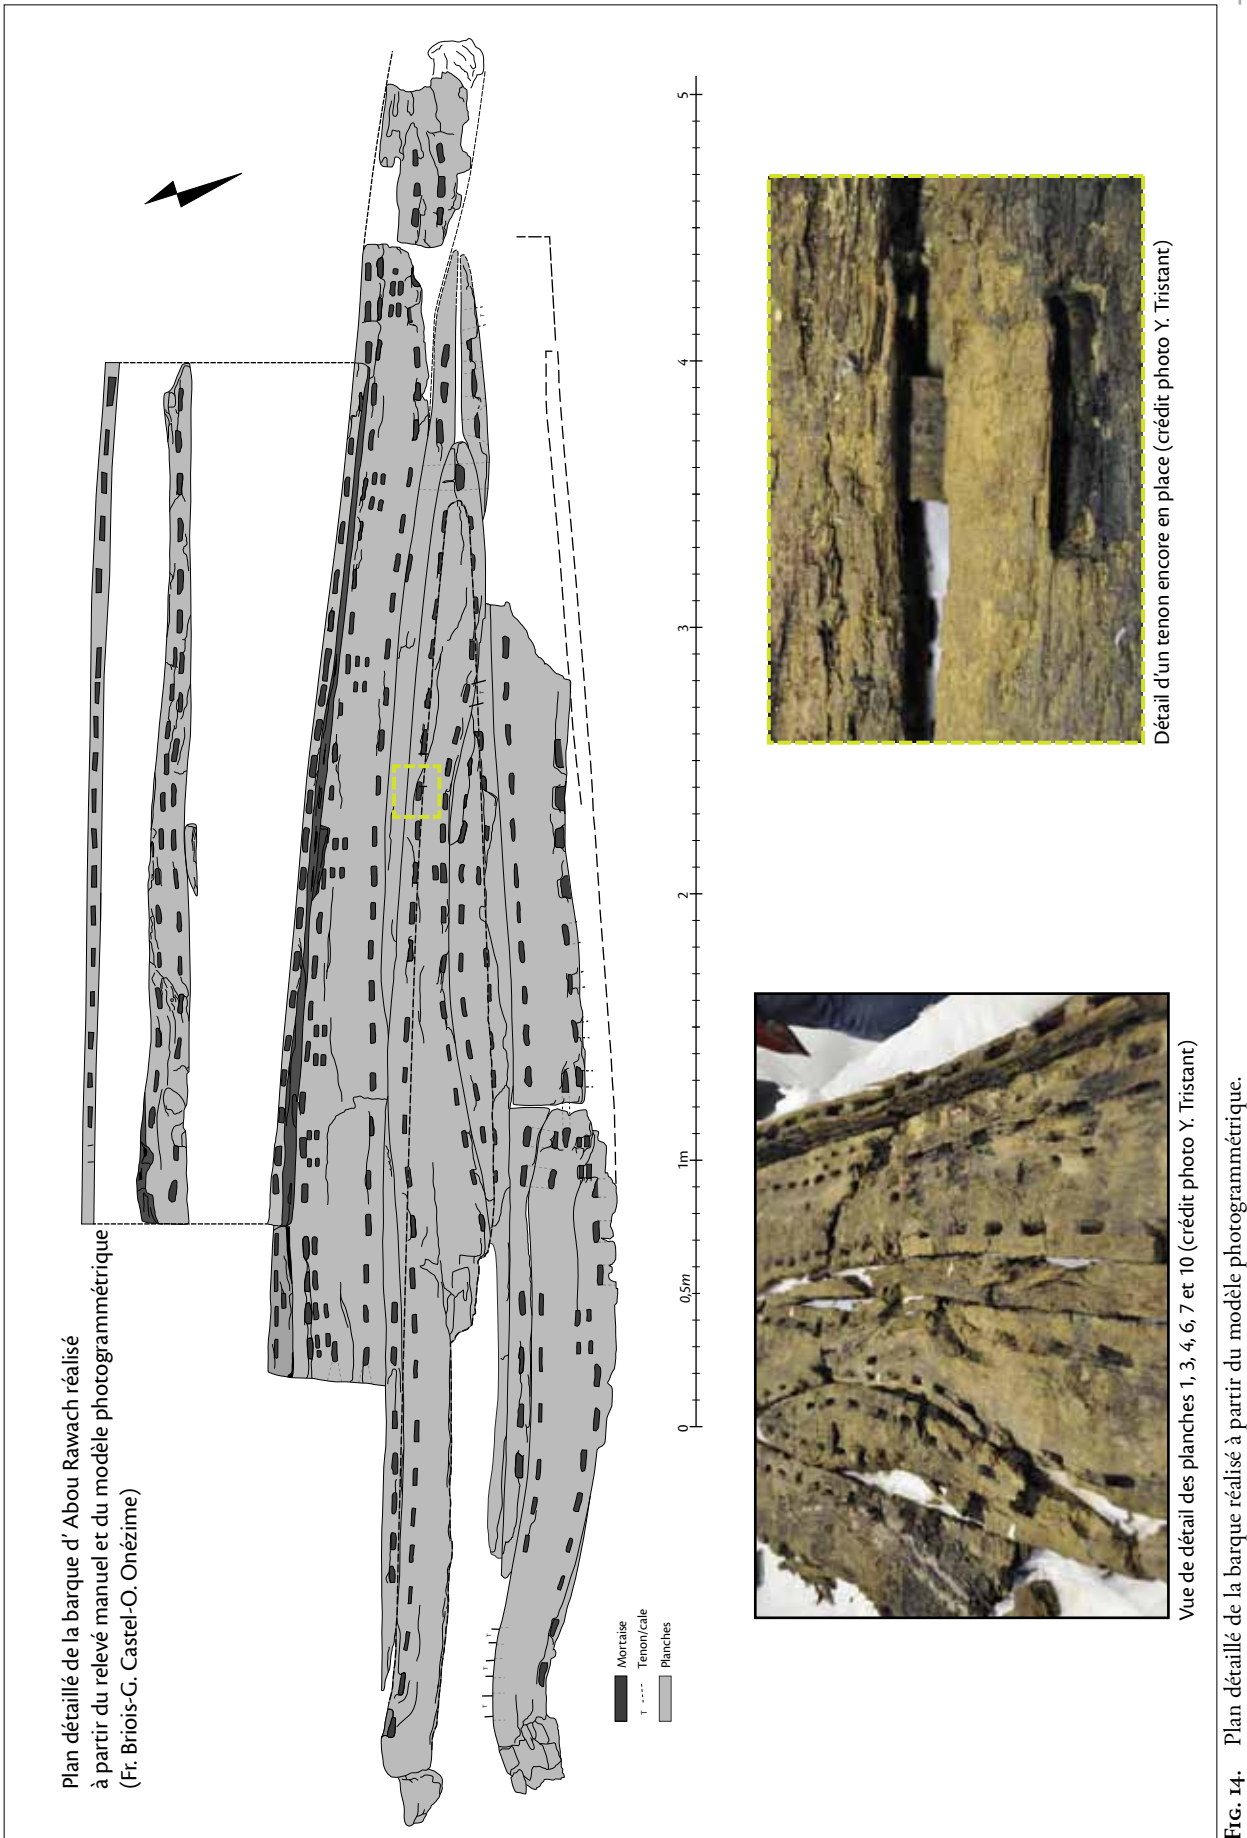 Plan détaillé de la barque d' Abou Rawach réalisé
à partir du relevé manuel et du modèle photogrammétrique
(Fr. Briois-G. Castel-O. Onézime)
Mortaise
T ---- Tenon/cale
Planches
0
0,5m
1m
2
3
4
5
Vue de détail des planches 1, 3, 4, 6, 7 et 10 (crédit photo Y. Tristant)
Détail d'un tenon encore en place (crédit photo Y. Tristant)
Fig. 14. Plan détaillé de la barque réalisé à partir du modèle photogrammétrique.